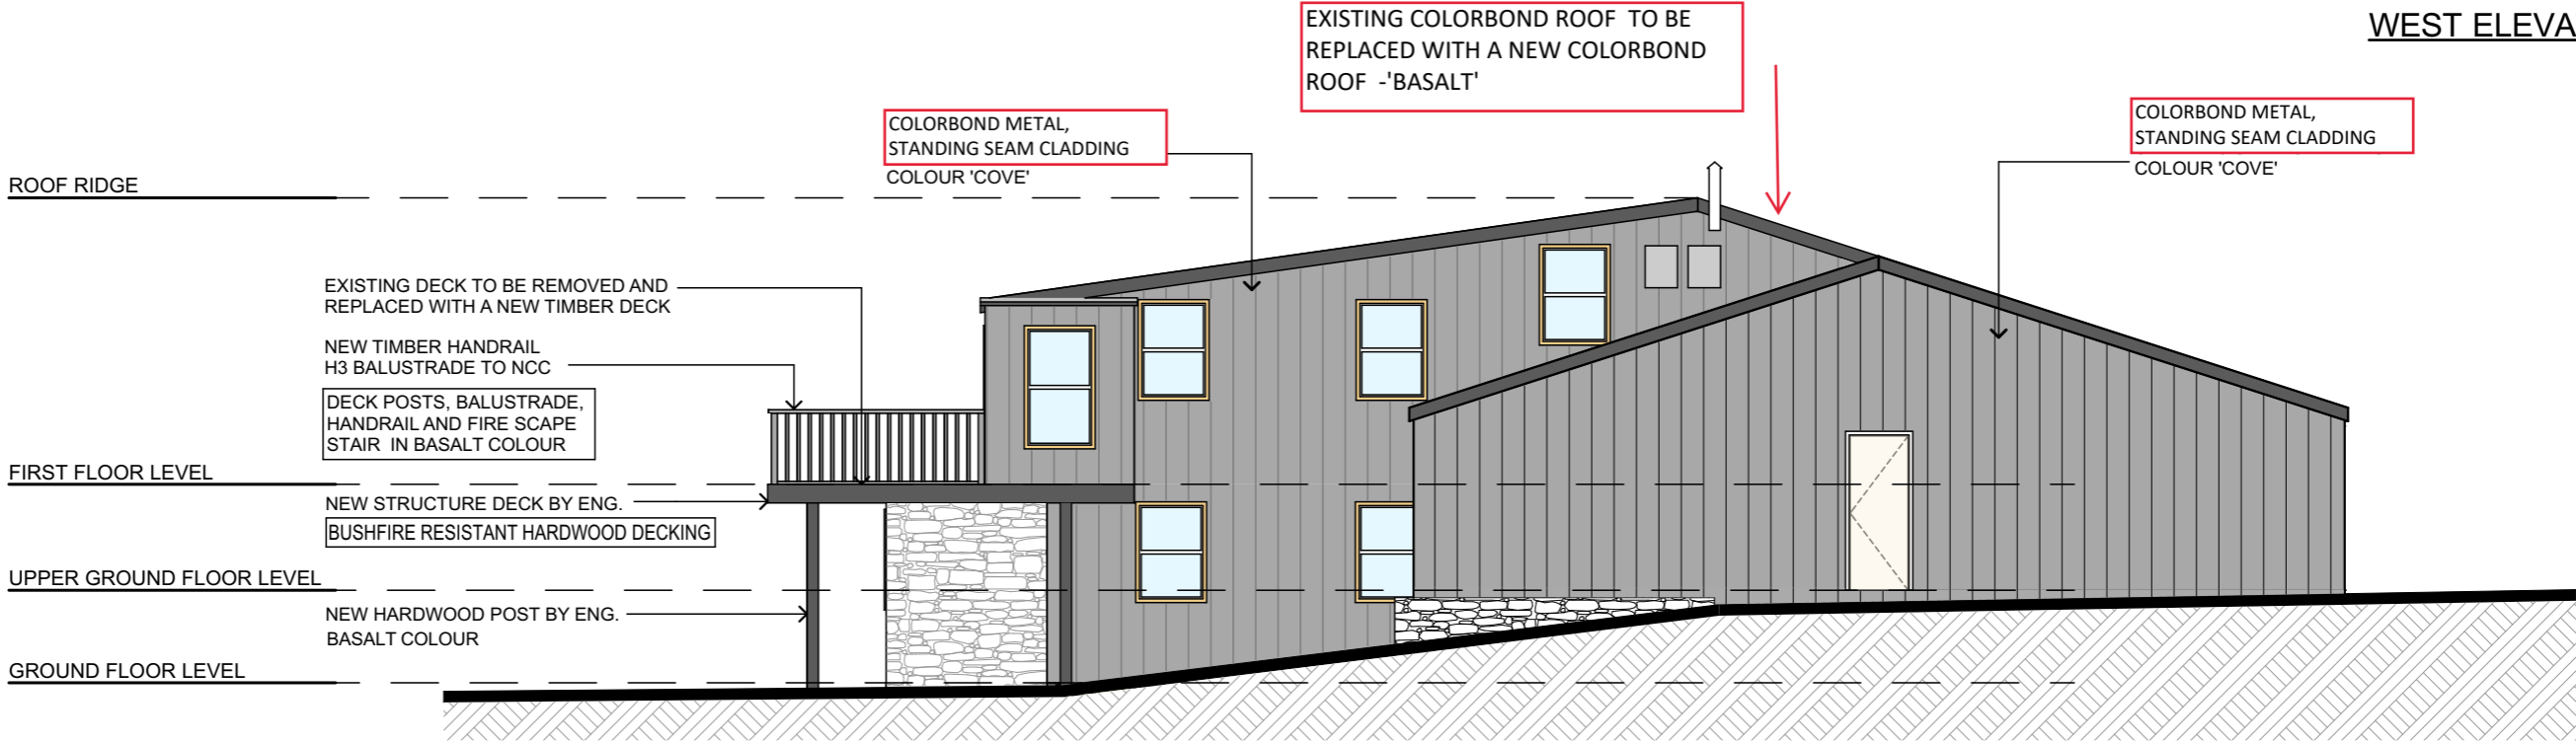 WEST ELEVA
EXISTING COLORBOND ROOF TO BE
REPLACED WITH A NEW COLORBOND
ROOF -'BASALT'
COLORBOND METAL,
STANDING SEAM CLADDING
COLOUR 'COVE'
COLORBOND METAL,
STANDING SEAM CLADDING
COLOUR 'COVE'
ROOF RIDGE
EXISTING DECK TO BE REMOVED AND
REPLACED WITH A NEW TIMBER DECK
NEW TIMBER HANDRAIL
H3 BALUSTRADE TO NCC
DECK POSTS, BALUSTRADE,
HANDRAIL AND FIRE SCAPE
STAIR IN BASALT COLOUR
FIRST FLOOR LEVEL
NEW STRUCTURE DECK BY ENG.
BUSHFIRE RESISTANT HARDWOOD DECKING
UPPER GROUND FLOOR LEVEL
NEW HARDWOOD POST BY ENG.
BASALT COLOUR
GROUND FLOOR LEVEL